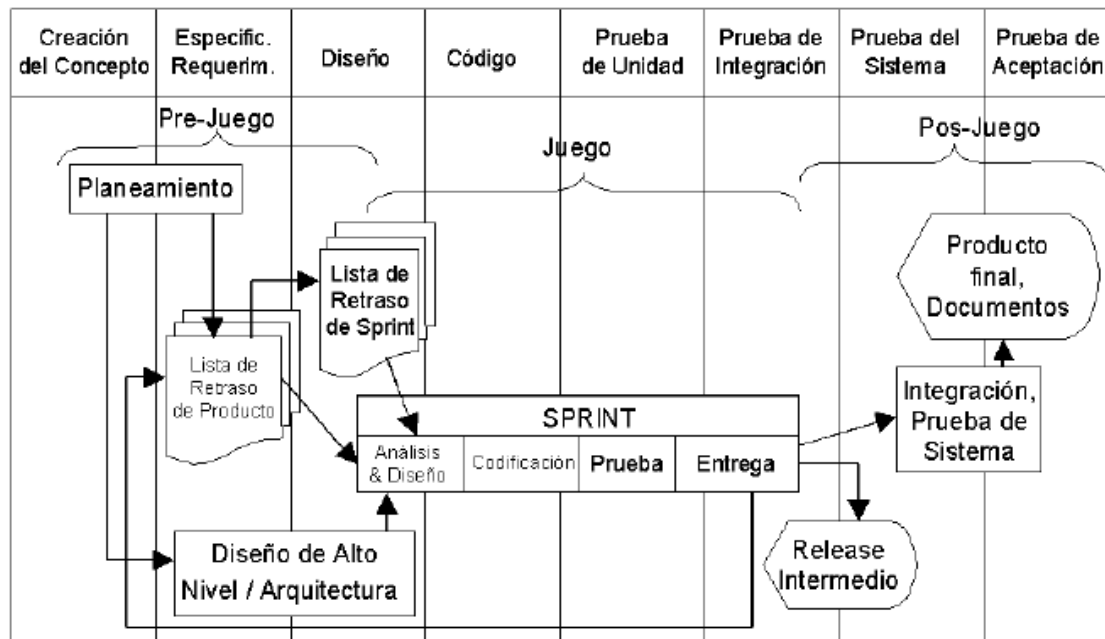 Creación
del Concepto
Especific.
Requerim.
Diseño
Código
Prueba
de Unidad
Prueba de
Integración
Prueba del
Sistema
Prueba de
Aceptación
Pre-Juego
Juego
Pos-Juego
Planeamiento
Lista de
Retraso
de Sprint
Producto
final,
Documentos
Lista de
Retraso
de Producto
SPRINT
Análisis
& Diseño
Codificación
Prueba
Entrega
Integración,
Prueba de
Sistema
Diseño de Alto
Nivel / Arquitectura
Release
Intermedio